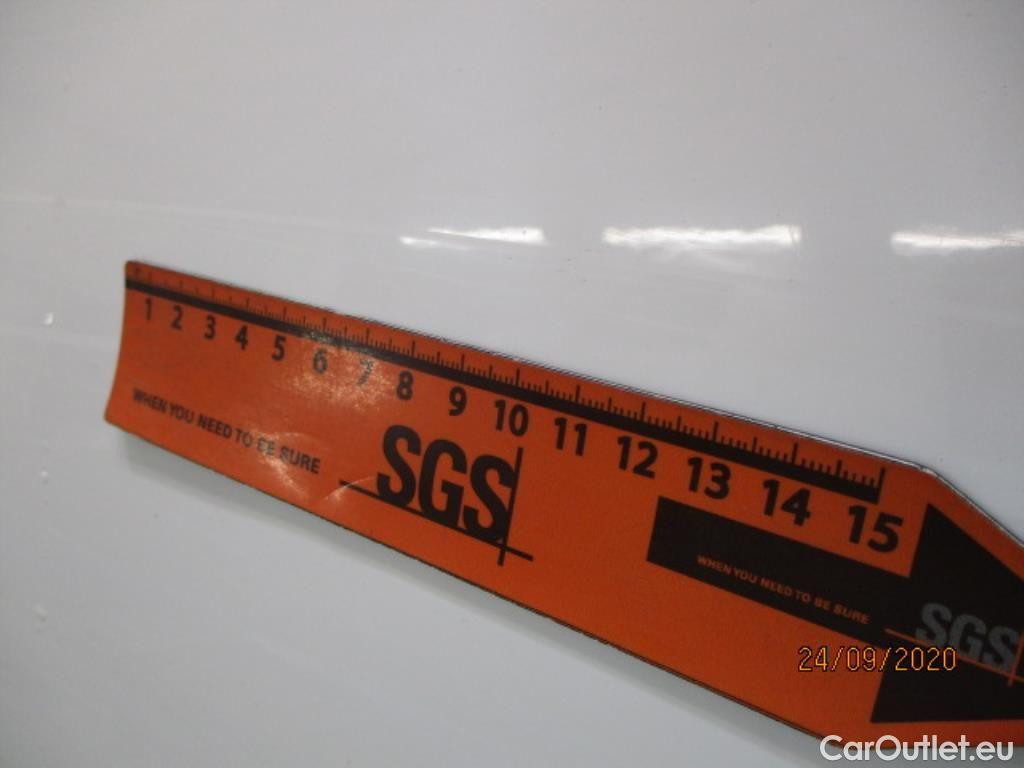 1 2 3 4 5 6 7 8 9 10 11 12 13 14 15
WHEN YOU NEED TO BE SURE
SGS
WHEN YOU NEED TO BE SURE
SGS
24/09/2020
CarOutlet.eu